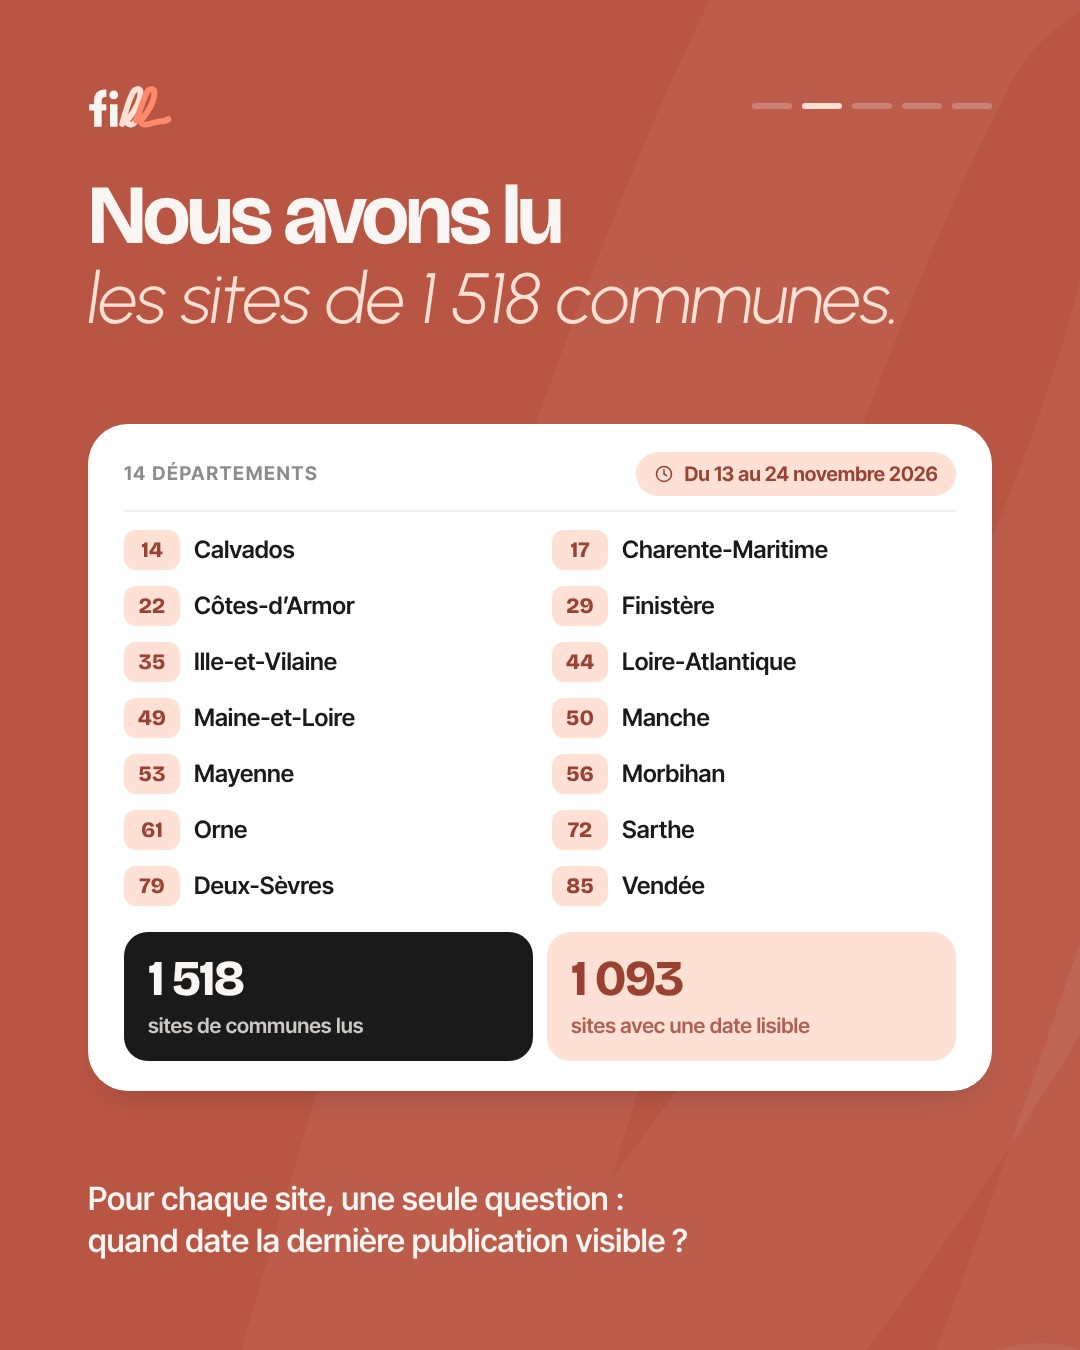 fill
Nous avons lu
les sites de 1 518 communes.
14 DÉPARTEMENTS
Du 13 au 24 novembre 2026
14 Calvados
17 Charente-Maritime
22 Côtes-d’Armor
29 Finistère
35 Ille-et-Vilaine
44 Loire-Atlantique
49 Maine-et-Loire
50 Manche
53 Mayenne
56 Morbihan
61 Orne
72 Sarthe
79 Deux-Sèvres
85 Vendée
1 518
sites de communes lus
1 093
sites avec une date lisible
Pour chaque site, une seule question :
quand date la dernière publication visible ?